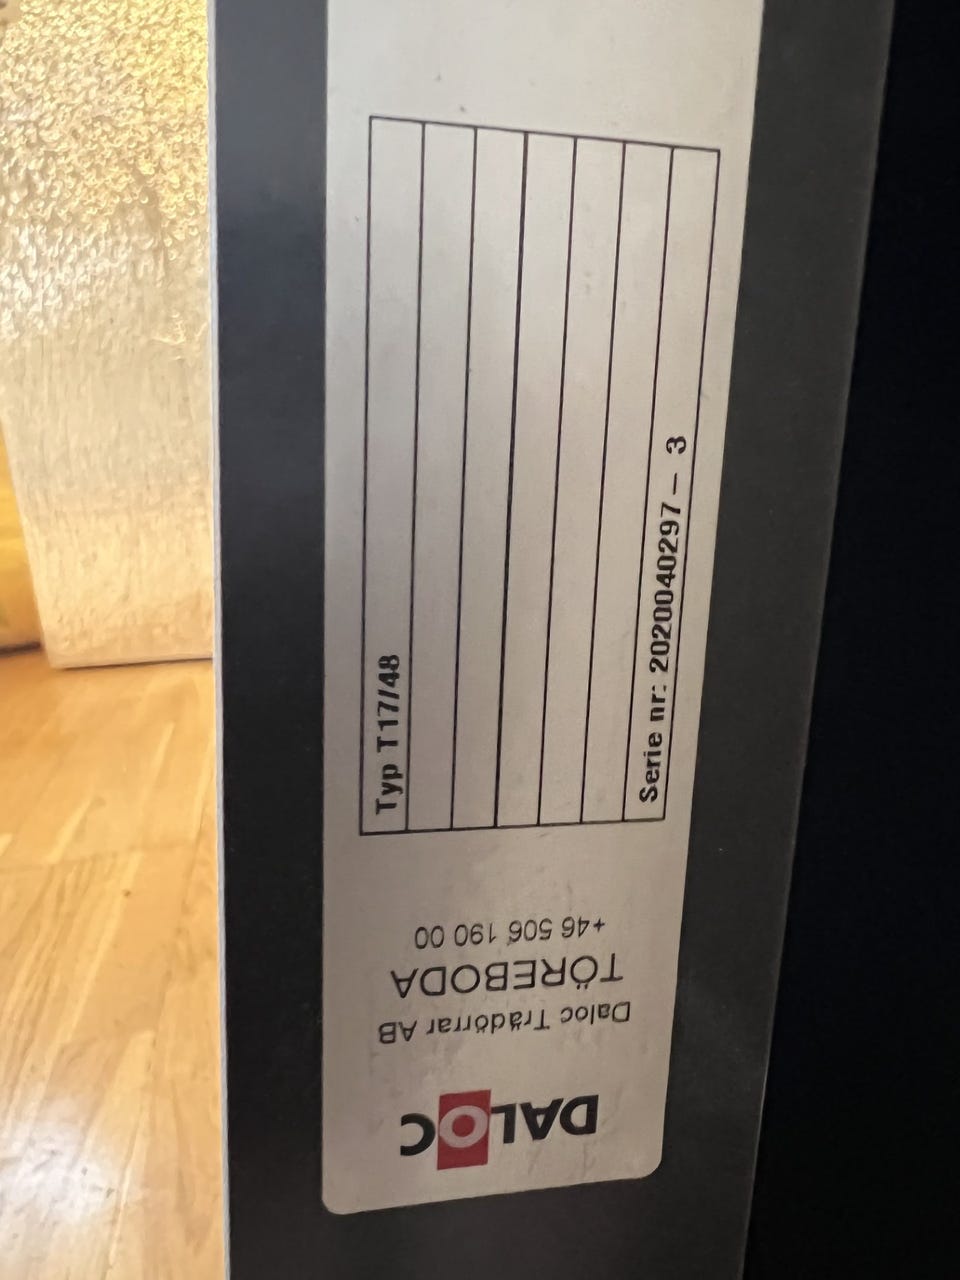 DALOC
Daloc Trädörrar AB
TÖREBODA
+46 506 190 00
Typ T17/48
Serie nr: 2020040297 - 3